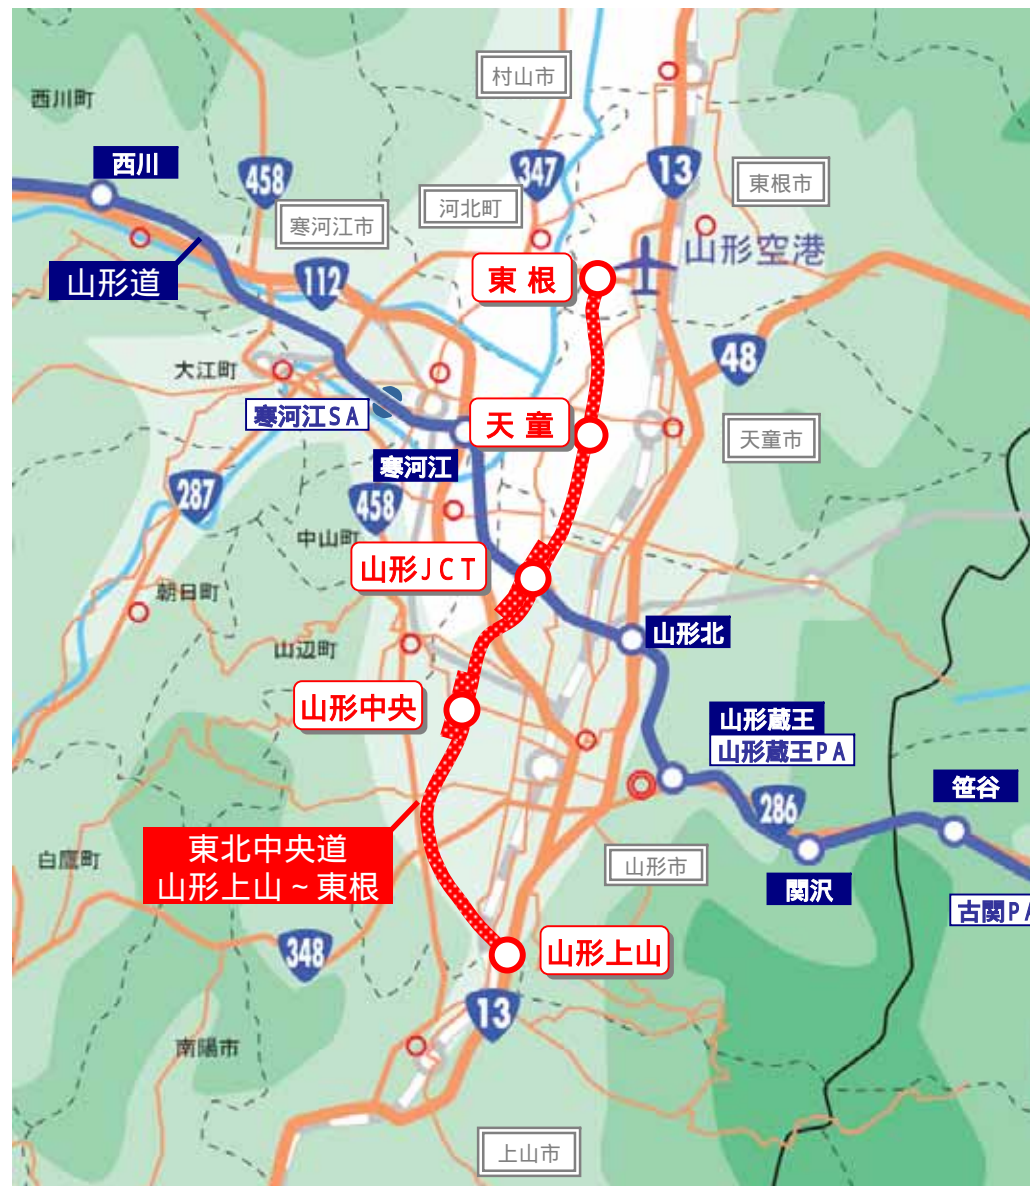 村山市
西川町
西川
458
347
13
東根市
寒河江市
河北町
山形空港
東根
山形道
112
48
大江町
寒河江SA
天童
天童市
寒河江
287
458
中山町
山形JCT
朝日町
山形北
山辺町
山形中央
山形蔵王
山形蔵王PA
笹谷
286
東北中央道
山形上山~東根
白鷹町
山形市
関沢
古関PA
348
山形上山
13
南陽市
上山市